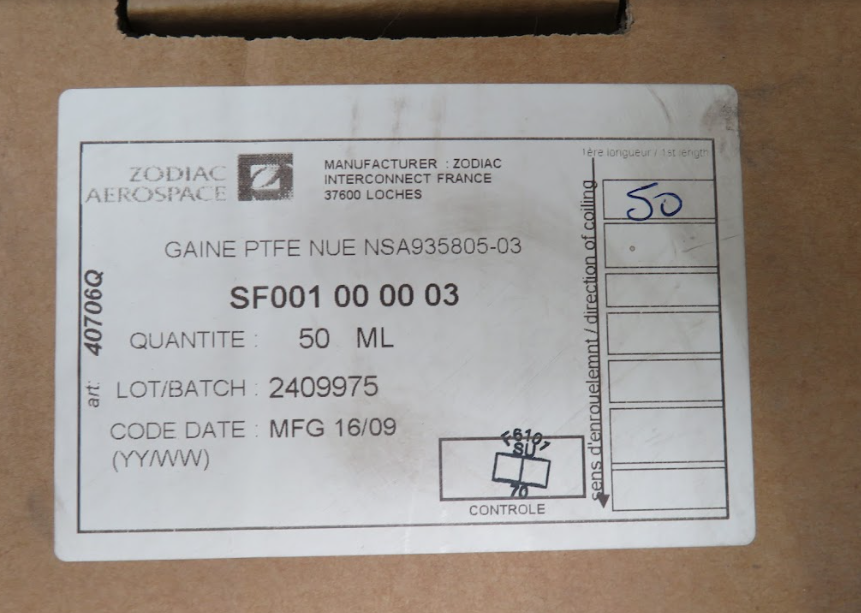 ZODIAC
AEROSPACE
MANUFACTURER : ZODIAC
INTERCONNECT FRANCE
37600 LOCHES
1ère longueur / 1st length
50
GAINE PTFE NUE NSA935805-03
SF001 00 00 03
QUANTITE : 50 ML
LOT/BATCH : 2409975
CODE DATE : MFG 16/09
(YY/WW)
art: 40706Q
sens d'enrouelemnt / direction of coiling
F6101
SU
70
CONTROLE